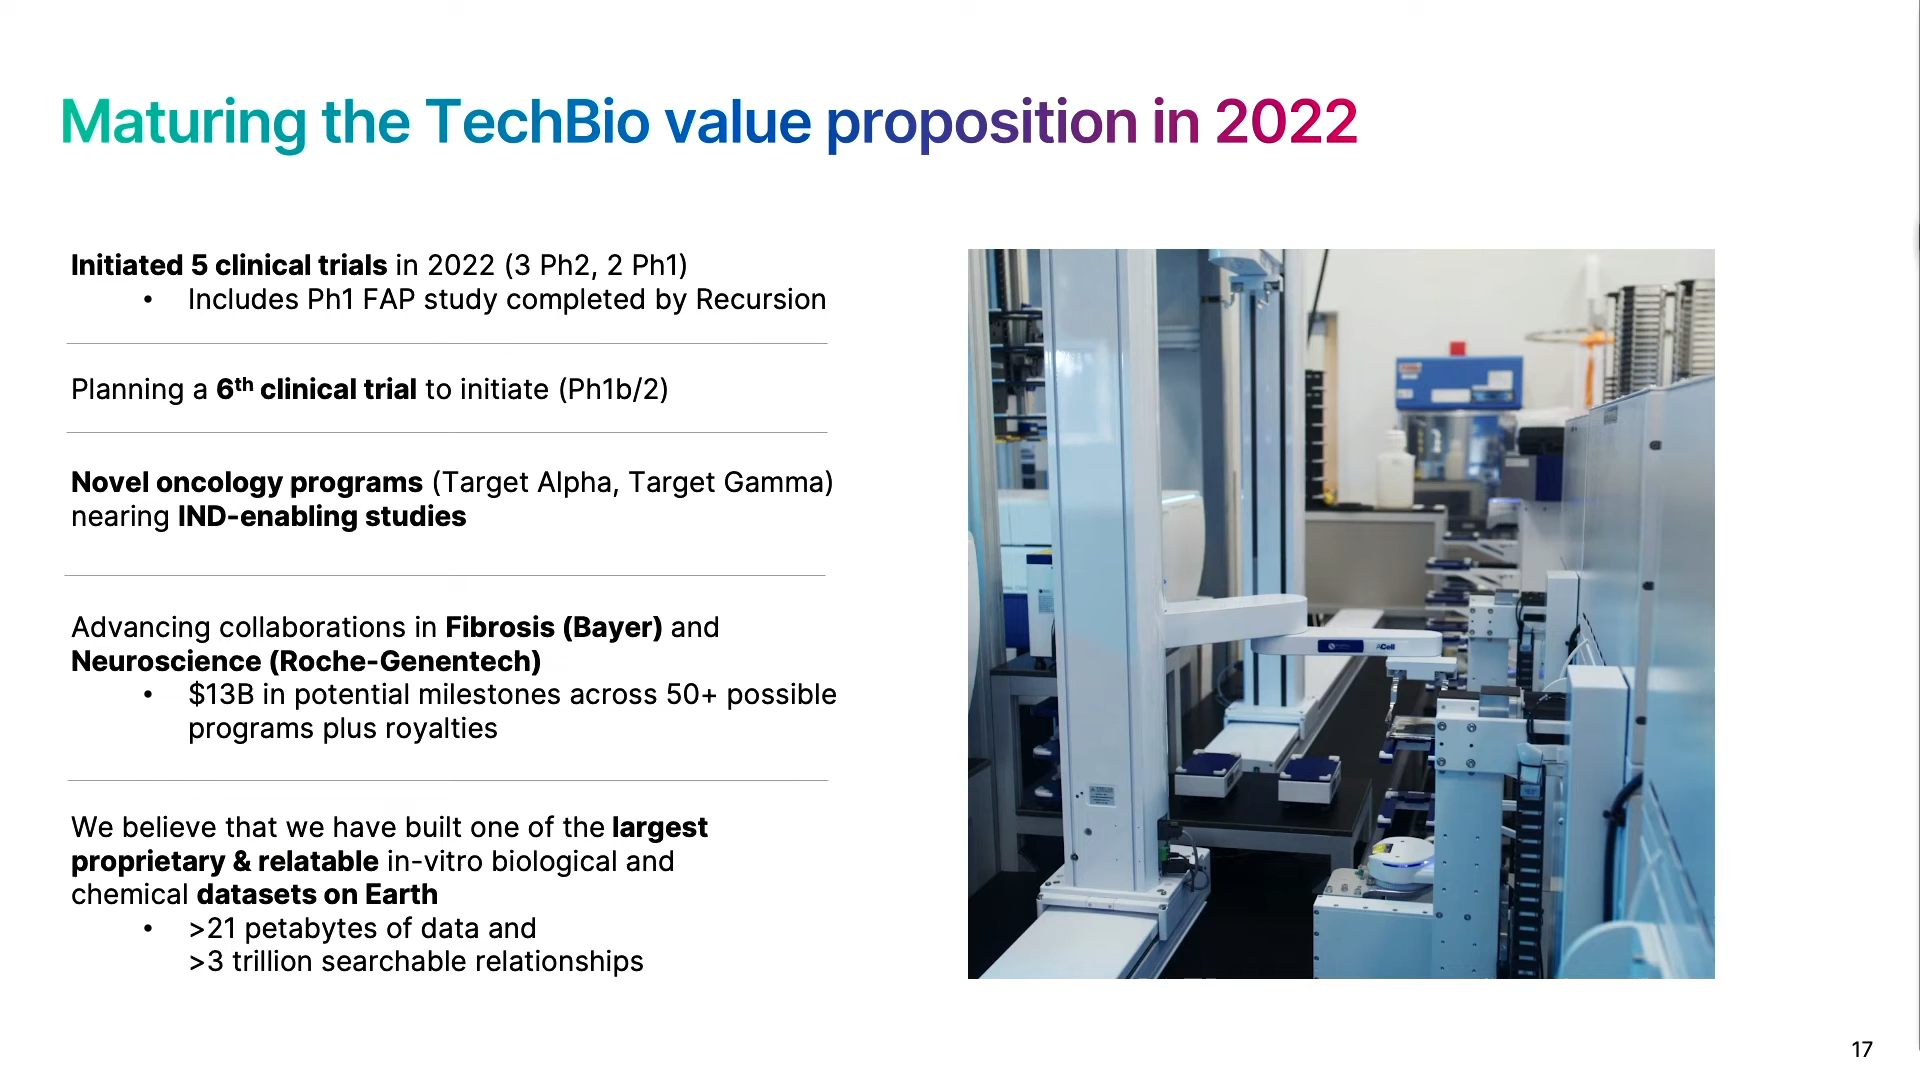 Maturing the TechBio value proposition in 2022
Initiated 5 clinical trials in 2022 (3 Ph2, 2 Ph1)
• Includes Ph1 FAP study completed by Recursion
Planning a 6th clinical trial to initiate (Ph1b/2)
Novel oncology programs (Target Alpha, Target Gamma)
nearing IND-enabling studies
Advancing collaborations in Fibrosis (Bayer) and
Neuroscience (Roche-Genentech)
• $13B in potential milestones across 50+ possible
programs plus royalties
We believe that we have built one of the largest
proprietary & relatable in-vitro biological and
chemical datasets on Earth
• >21 petabytes of data and
>3 trillion searchable relationships
ACell
17